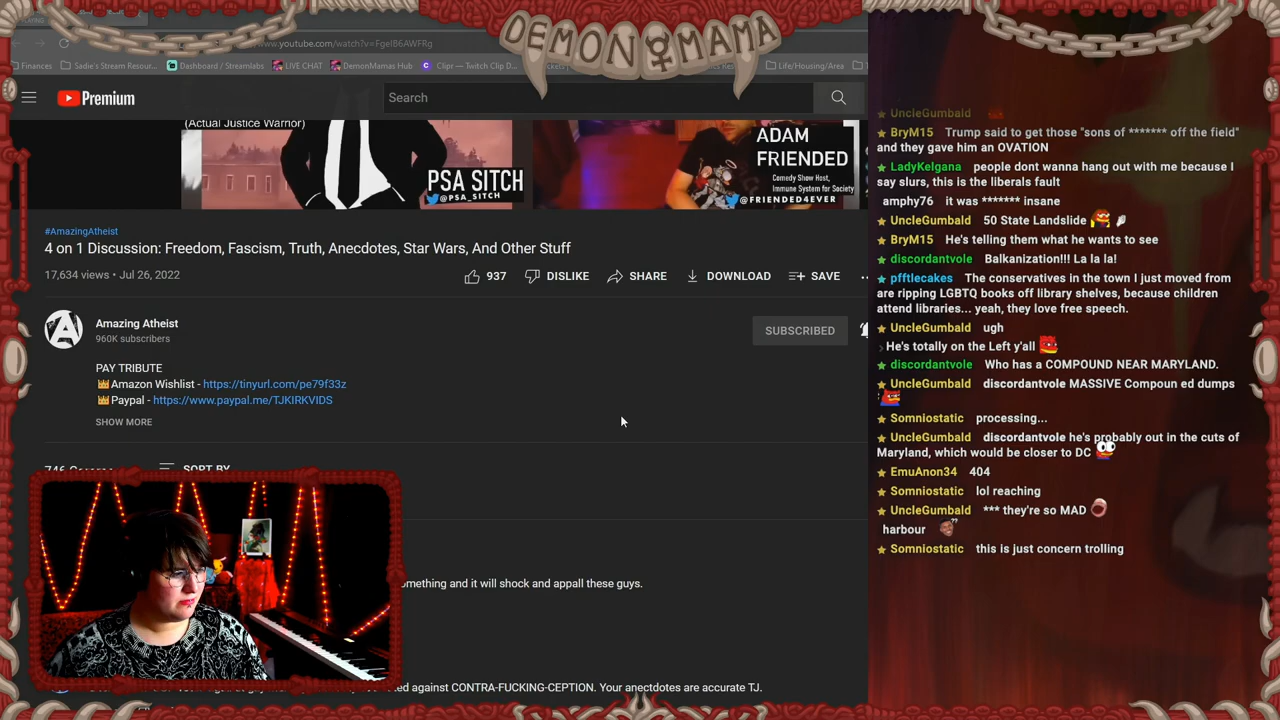 DEMON MAMA
www.youtube.com/watch?v=FgeIB6AWFRg
Finances
Sadie's Stream Resour...
Dashboard / Streamlabs
LIVE CHAT
DemonMamas Hub
Clipr — Twitch Clip D...
Life/Housing/Area
Premium
Search
(Actual Justice Warrior)
PSA SITCH
@PSA_SITCH
ADAM
FRIENDED
Comedy Show Host,
Immune System for Society
@FRIENDED4EVER
#AmazingAtheist
4 on 1 Discussion: Freedom, Fascism, Truth, Anecdotes, Star Wars, And Other Stuff
17,634 views • Jul 26, 2022
937
DISLIKE
SHARE
DOWNLOAD
SAVE
Amazing Atheist
960K subscribers
SUBSCRIBED
PAY TRIBUTE
Amazon Wishlist - https://tinyurl.com/pe79f33z
Paypal - https://www.paypal.me/TJKIRKVIDS
SHOW MORE
SORT BY
omething and it will shock and appall these guys.
ed against CONTRA-FUCKING-CEPTION. Your anectdotes are accurate TJ.
UncleGumbald
BryM15 Trump said to get those "sons of ******* off the field"
and they gave him an OVATION
LadyKelgana people dont wanna hang out with me because I
say slurs, this is the liberals fault
amphy76 it was ******* insane
UncleGumbald 50 State Landslide
BryM15 He's telling them what he wants to see
discordantvole Balkanization!!! La la la!
pfftlecakes The conservatives in the town I just moved from
are ripping LGBTQ books off library shelves, because children
attend libraries... yeah, they love free speech.
UncleGumbald ugh
He's totally on the Left y'all
discordantvole Who has a COMPOUND NEAR MARYLAND.
UncleGumbald discordantvole MASSIVE Compoun ed dumps
Somniostatic processing...
UncleGumbald discordantvole he's probably out in the cuts of
Maryland, which would be closer to DC
EmuAnon34 404
Somniostatic lol reaching
UncleGumbald *** they're so MAD
harbour
Somniostatic this is just concern trolling